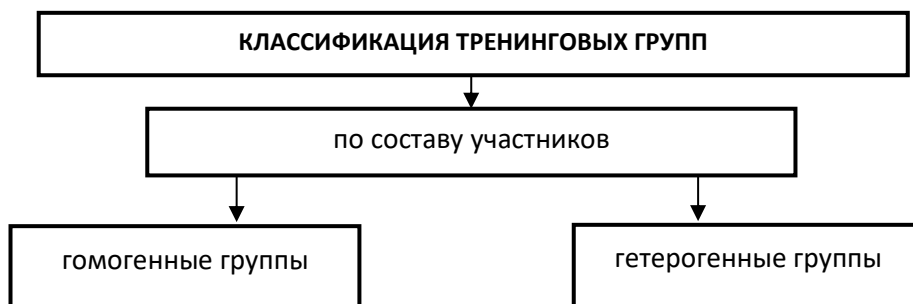 КЛАССИФИКАЦИЯ ТРЕНИНГОВЫХ ГРУПП
по составу участников
гомогенные группы
гетерогенные группы